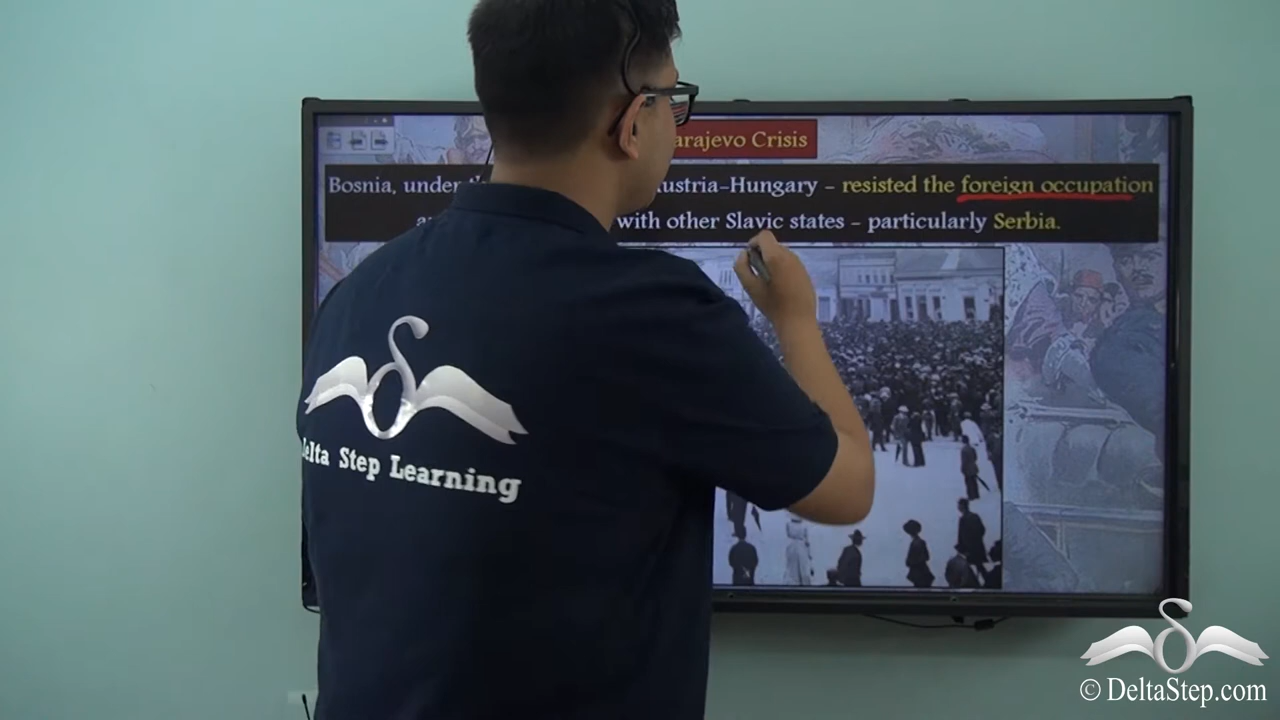 arajevo Crisis
Bosnia, under Austria-Hungary - resisted the foreign occupation
with other Slavic states - particularly Serbia.
Delta Step Learning
© DeltaStep.com